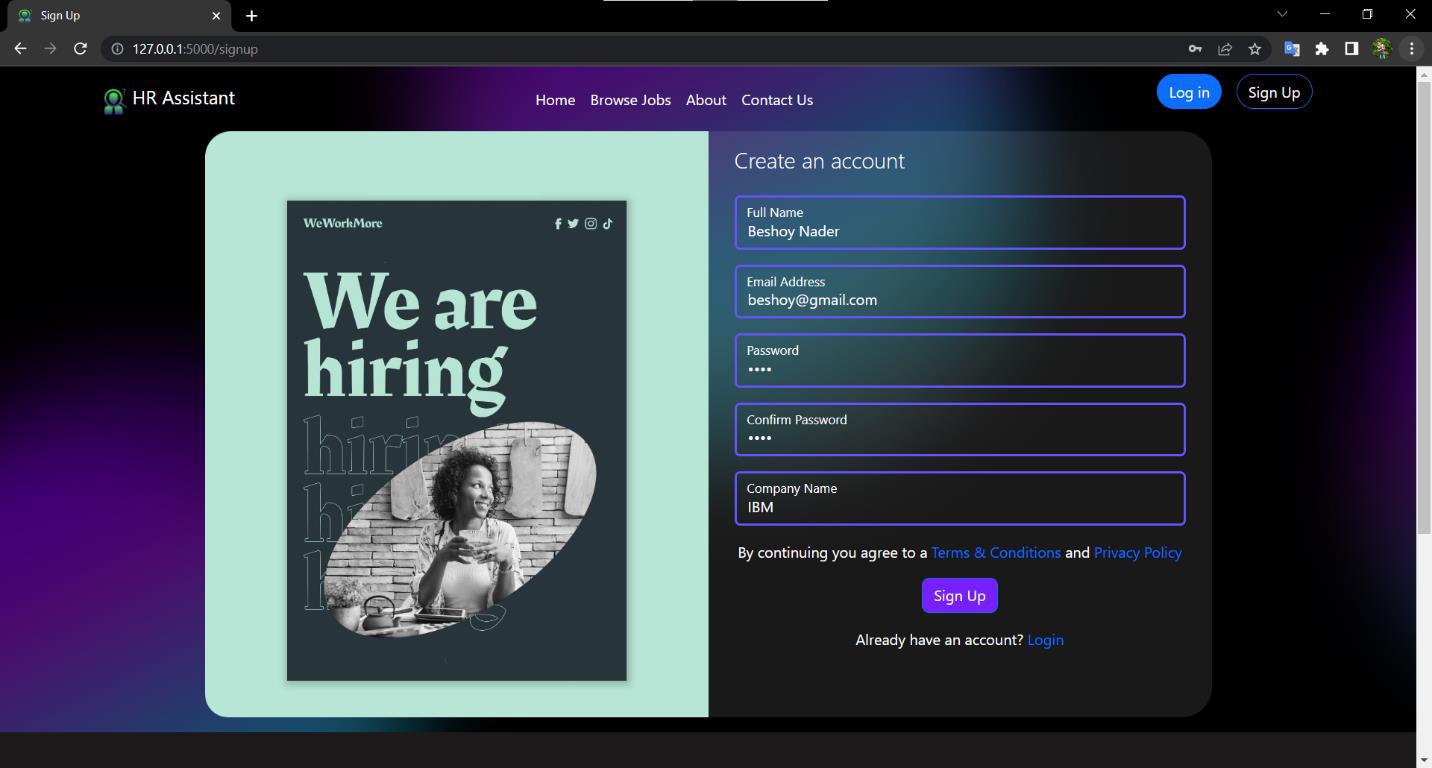 Sign Up
127.0.0.1:5000/signup
HR Assistant
Home Browse Jobs About Contact Us
Log in Sign Up
WeWorkMore
We are
hiring
hiring
hi
h g
Create an account
Full Name
Beshoy Nader
Email Address
beshoy@gmail.com
Password
••••
Confirm Password
••••
Company Name
IBM
By continuing you agree to a Terms & Conditions and Privacy Policy
Sign Up
Already have an account? Login